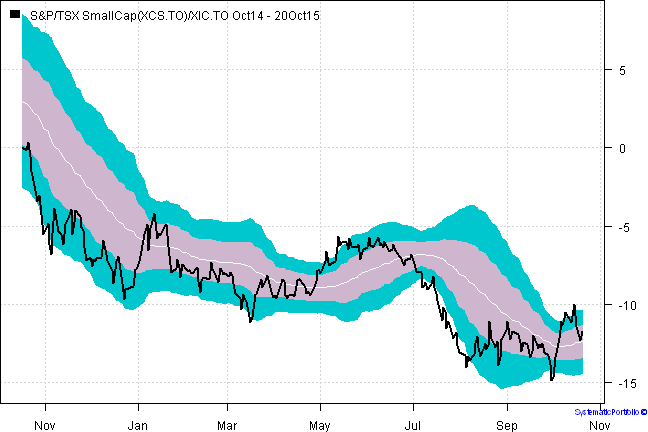 S&P/TSX SmallCap(XCS.TO)/XIC.TO Oct14 - 20Oct15
5
0
-5
-10
-15
Nov Jan Mar May Jul Sep Nov
SystematicPortfolio ©